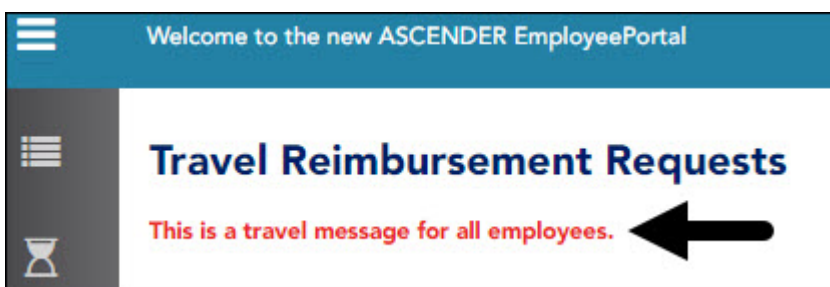 Welcome to the new ASCENDER EmployeePortal
Travel Reimbursement Requests
This is a travel message for all employees.